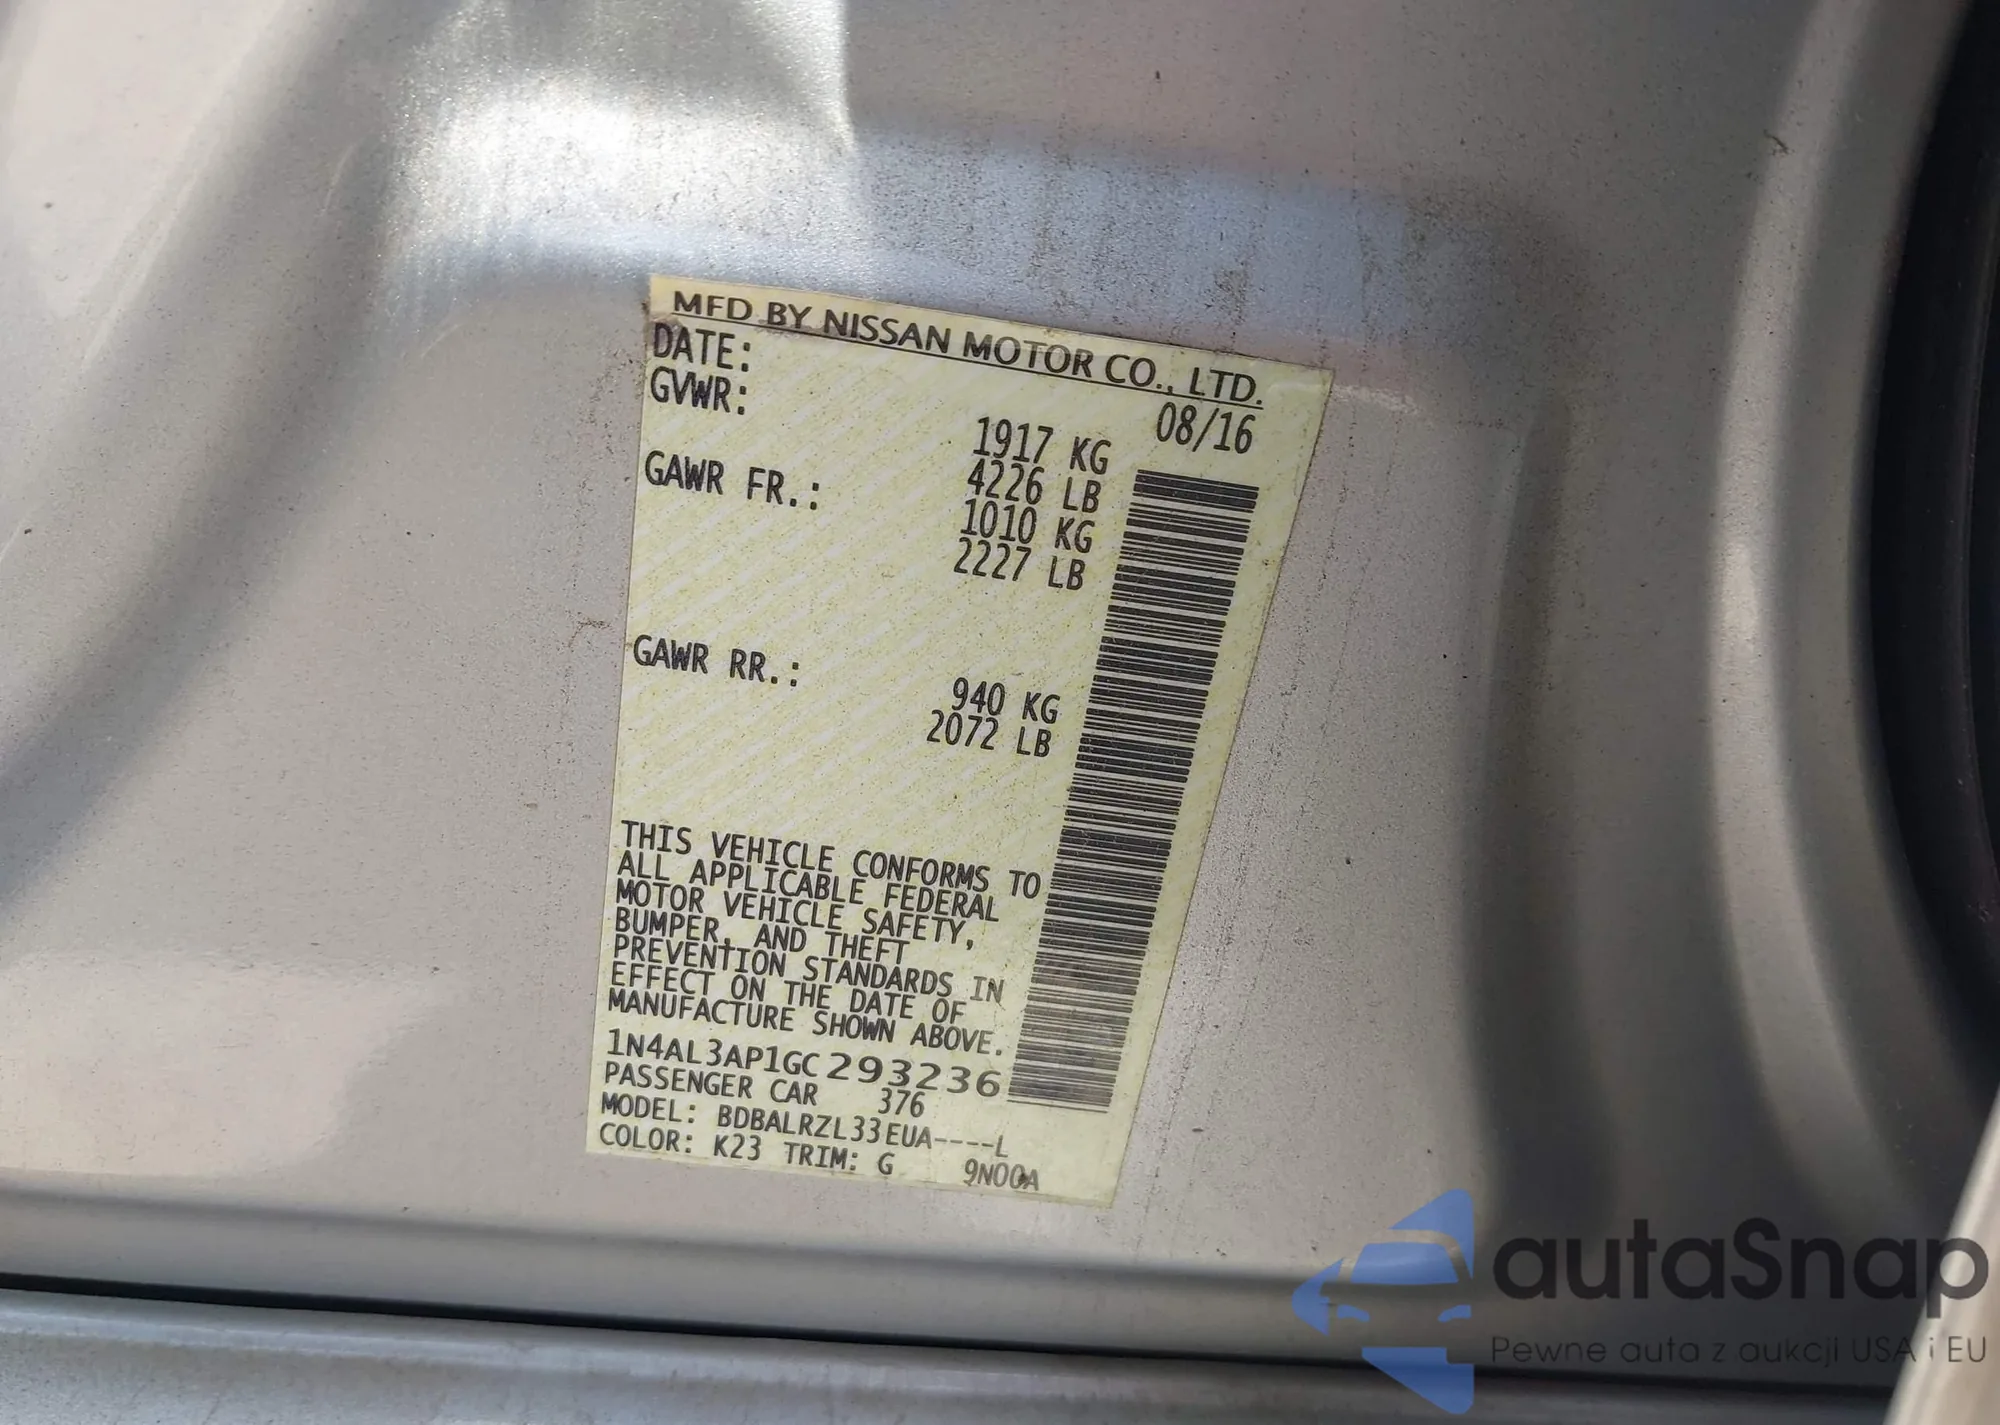 MFD BY NISSAN MOTOR CO., LTD.
DATE: 08/16
GVWR: 1917 KG
4226 LB
GAWR FR.: 1010 KG
2227 LB
GAWR RR.: 940 KG
2072 LB
THIS VEHICLE CONFORMS TO
ALL APPLICABLE FEDERAL
MOTOR VEHICLE SAFETY,
BUMPER, AND THEFT
PREVENTION STANDARDS IN
EFFECT ON THE DATE OF
MANUFACTURE SHOWN ABOVE.
1N4AL3AP1GC293236
PASSENGER CAR 376
MODEL: BDBALRZL33EUA----L
COLOR: K23 TRIM: G 9N00A
autaSnap
Pewne auta z aukcji USA i EU